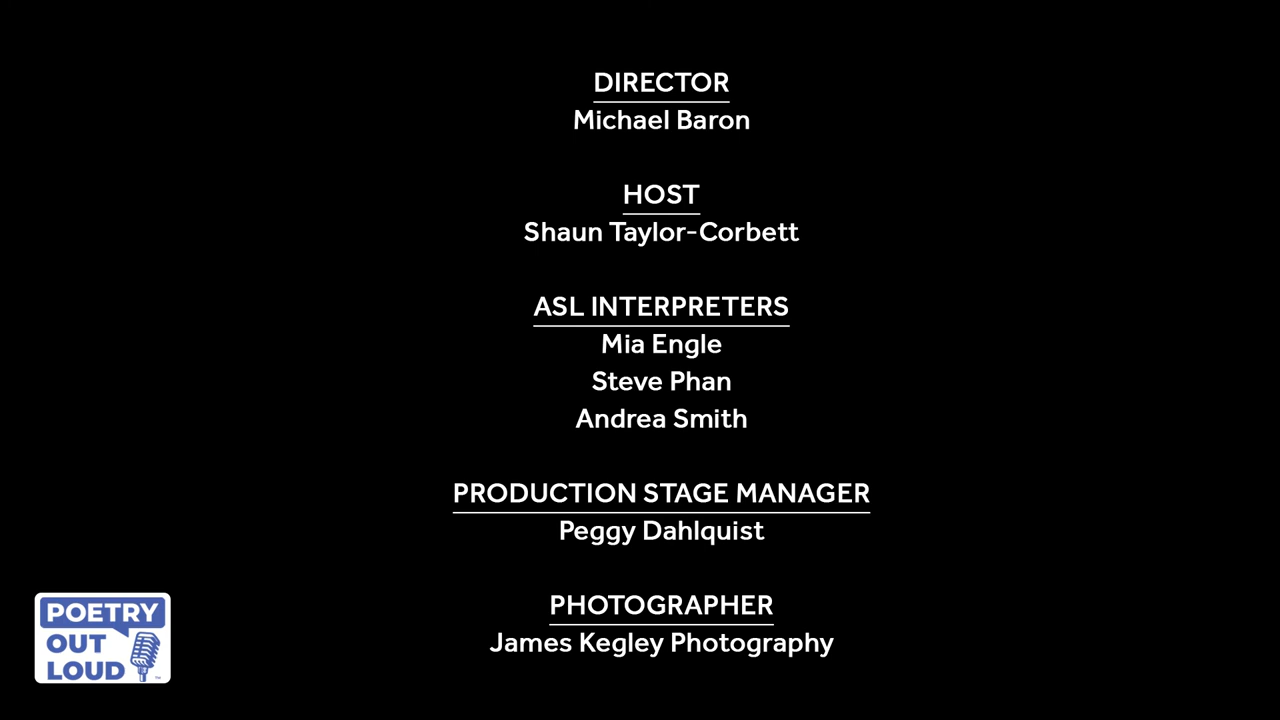 DIRECTOR
Michael Baron
HOST
Shaun Taylor-Corbett
ASL INTERPRETERS
Mia Engle
Steve Phan
Andrea Smith
PRODUCTION STAGE MANAGER
Peggy Dahlquist
PHOTOGRAPHER
James Kegley Photography
POETRY
OUT
LOUD